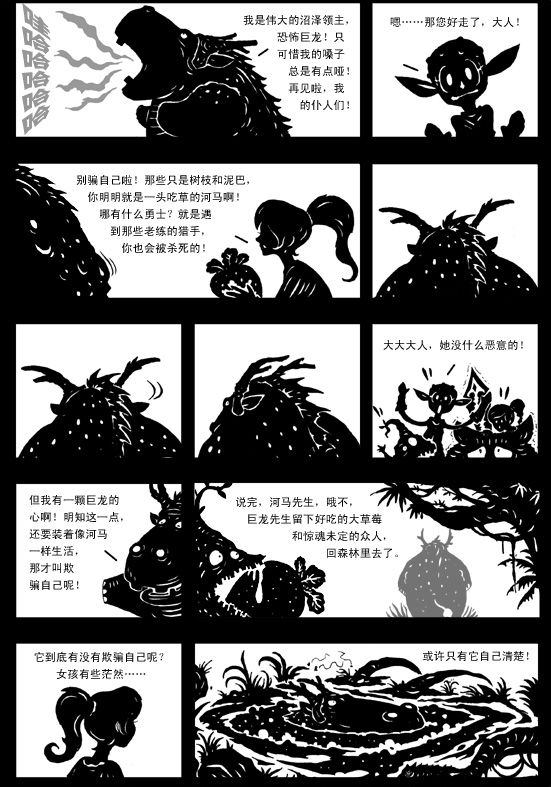 哇哈哈哈哈哈
我是伟大的沼泽领主，
恐怖巨龙！只
可惜我的嗓子
总是有点哑！
再见啦，我
的仆人们！
嗯……那您好走了，大人！
别骗自己啦！那些只是树枝和泥巴，
你明明就是一头吃草的河马啊！
哪有什么勇士？就是遇
到那些老练的猎手，
你也会被杀死的！
大大大人，她没什么恶意的！
但我有一颗巨龙的
心啊！明知这一点，
还要装着像河马
一样生活，
那才叫欺
骗自己呢！
说完，河马先生，哦不，
巨龙先生留下好吃的大草莓
和惊魂未定的众人，
回森林里去了。
它到底有没有欺骗自己呢？
女孩有些茫然……
或许只有它自己清楚！